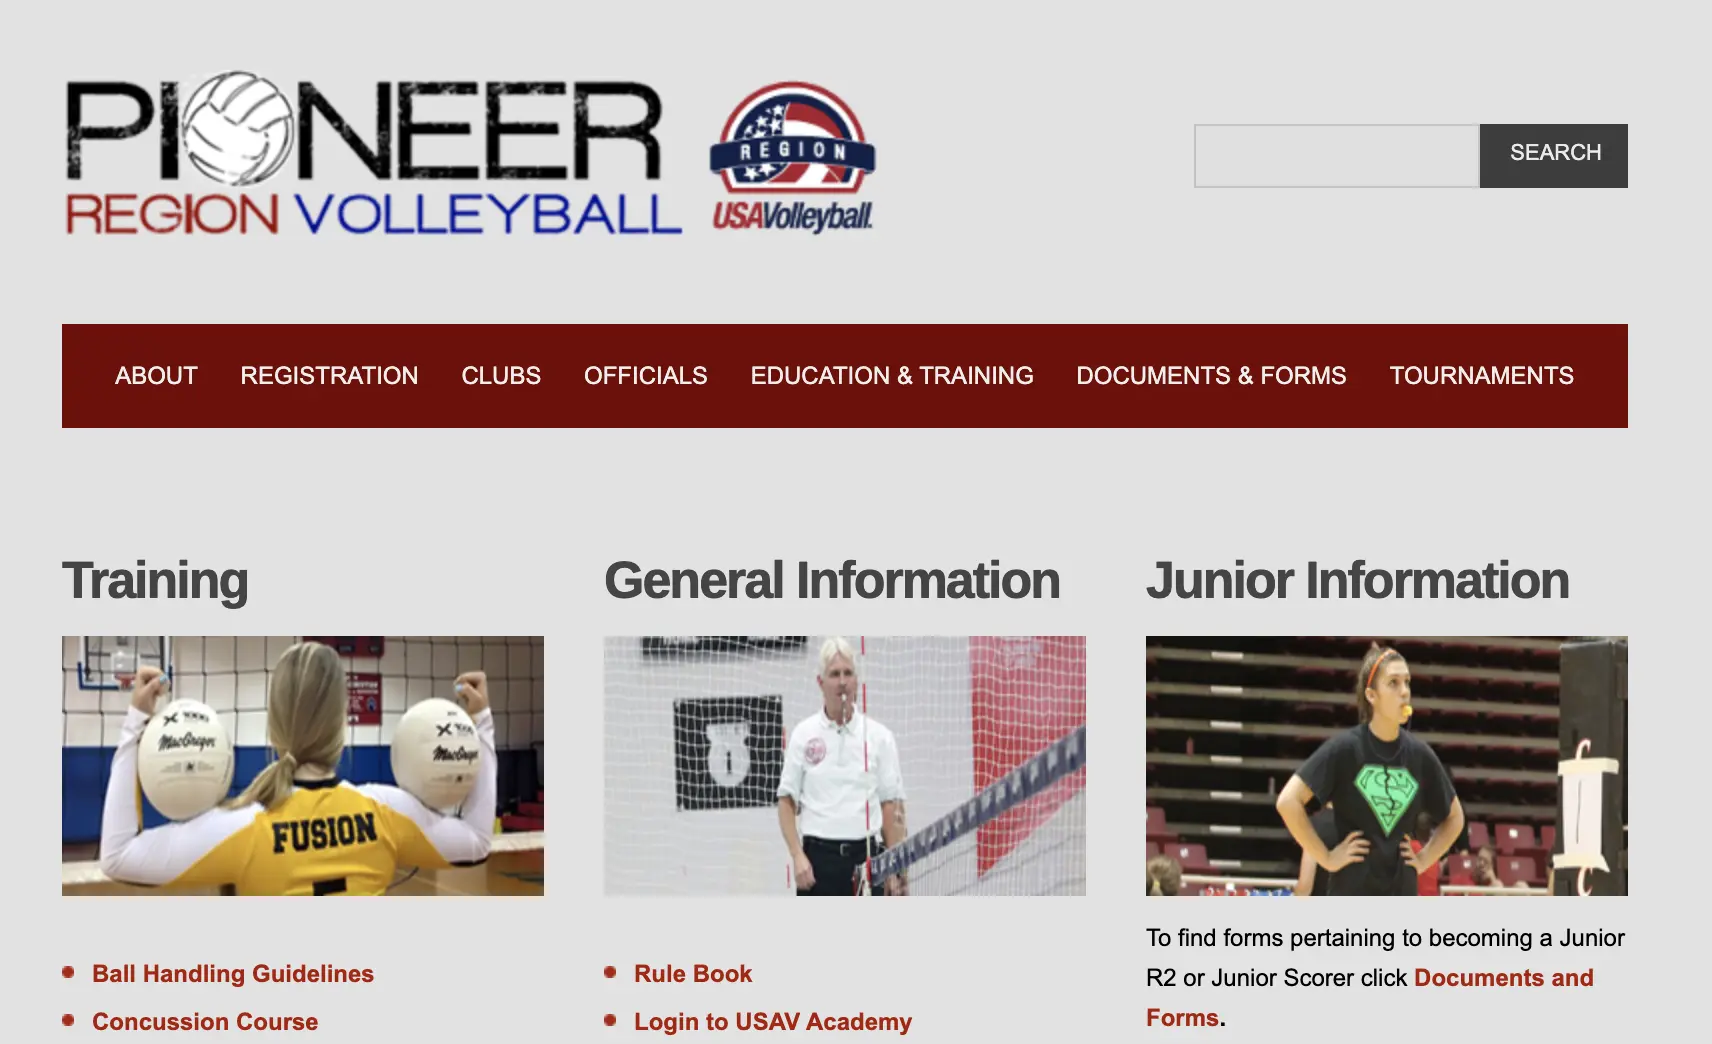 PIONEER
REGION VOLLEYBALL
REGION
USAVolleyball.
SEARCH
ABOUT REGISTRATION CLUBS OFFICIALS EDUCATION & TRAINING DOCUMENTS & FORMS TOURNAMENTS
Training
General Information
Junior Information
MacGregor
MacGregor
FUSION
S
Ball Handling Guidelines
Concussion Course
Rule Book
Login to USAV Academy
To find forms pertaining to becoming a Junior
R2 or Junior Scorer click Documents and
Forms.